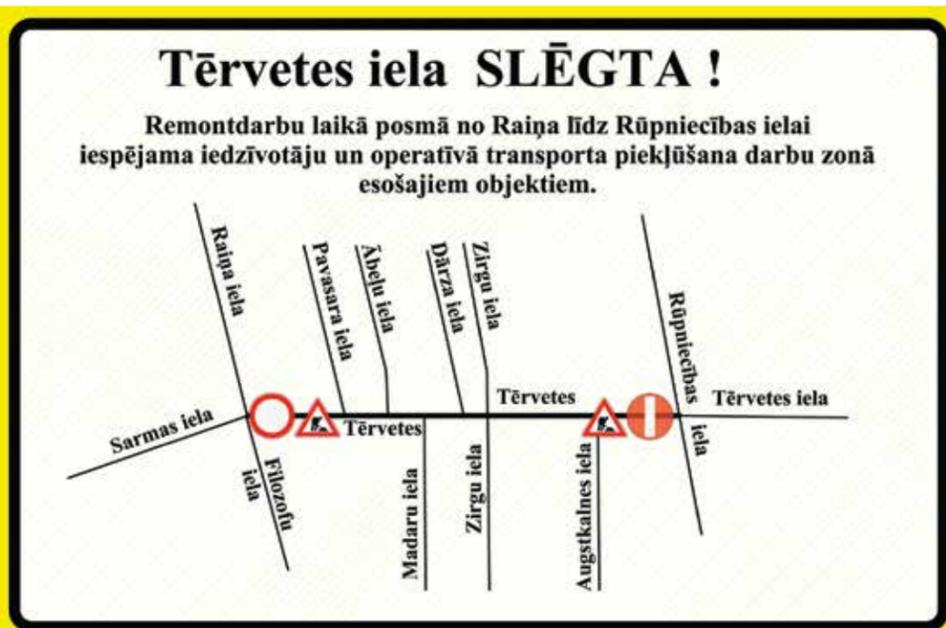 Tērvetes iela SLĒGTA !
Remontdarbu laikā posmā no Raiņa līdz Rūpniecības ielai
iespējama iedzīvotāju un operatīvā transporta piekļūšana darbu zonā
esošajiem objektiem.
Raiņa iela
Pavasara iela
Ābeļu iela
Dārza iela
Zirgu iela
Rūpniecības
iela
Sarmas iela
Tērvetes
Tērvetes
Tērvetes iela
Filozofu
iela
Madaru iela
Zirgu iela
Augstkalnes iela